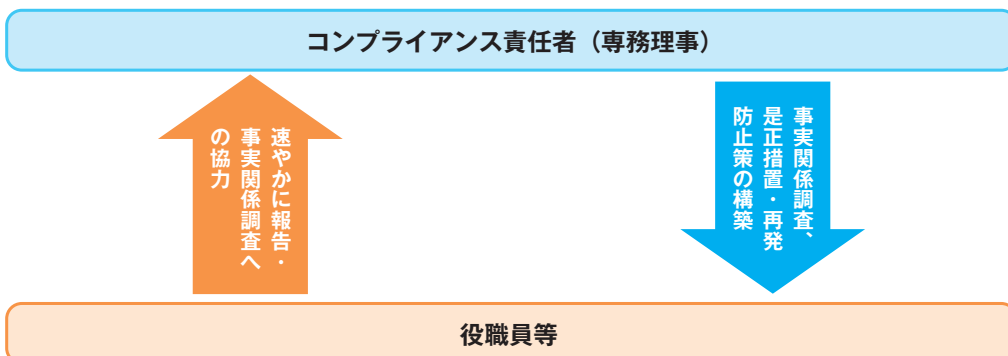 コンプライアンス責任者（専務理事）
速やかに報告・
事実関係調査へ
の協力
事実関係調査、
是正措置・再発
防止策の構築
役職員等